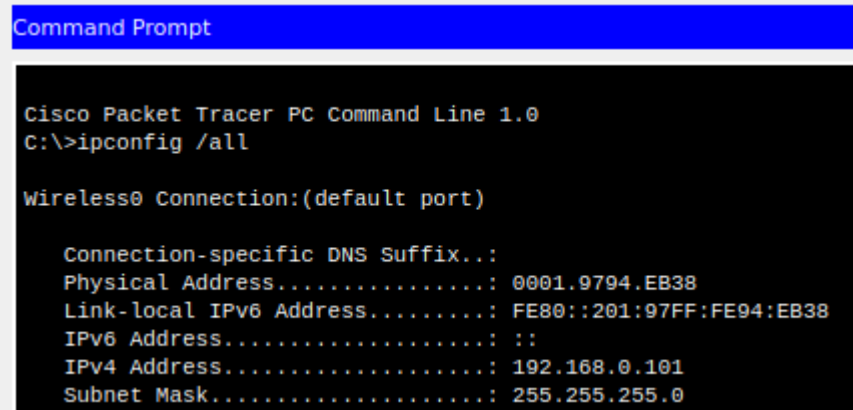 Command Prompt
Cisco Packet Tracer PC Command Line 1.0
C:\>ipconfig /all
Wireless0 Connection:(default port)
Connection-specific DNS Suffix..:
Physical Address................: 0001.9794.EB38
Link-local IPv6 Address.........: FE80::201:97FF:FE94:EB38
IPv6 Address....................: ::
IPv4 Address....................: 192.168.0.101
Subnet Mask.....................: 255.255.255.0